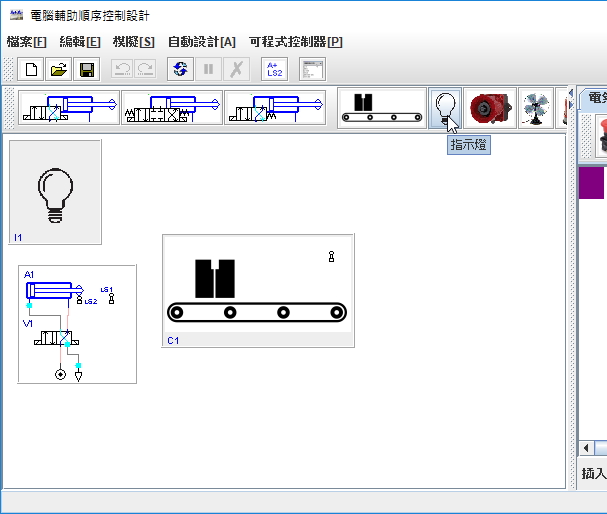 電腦輔助順序控制設計
檔案[F] 編輯[E] 模擬[S] 自動設計[A] 可程式控制器[P]
A+
LS2
電氣
指示燈
I1
A1
LS1
LS2
V1
C1
插入